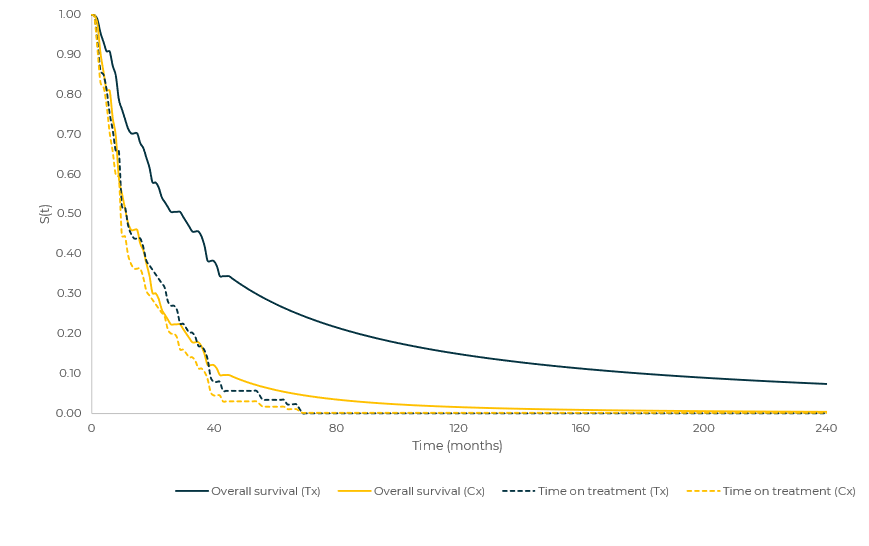 1.00
0.90
0.80
0.70
0.60
0.50
0.40
0.30
0.20
0.10
0.00
S(t)
0 40 80 120 160 200 240
Time (months)
Overall survival (Tx) Overall survival (Cx) Time on treatment (Tx) Time on treatment (Cx)